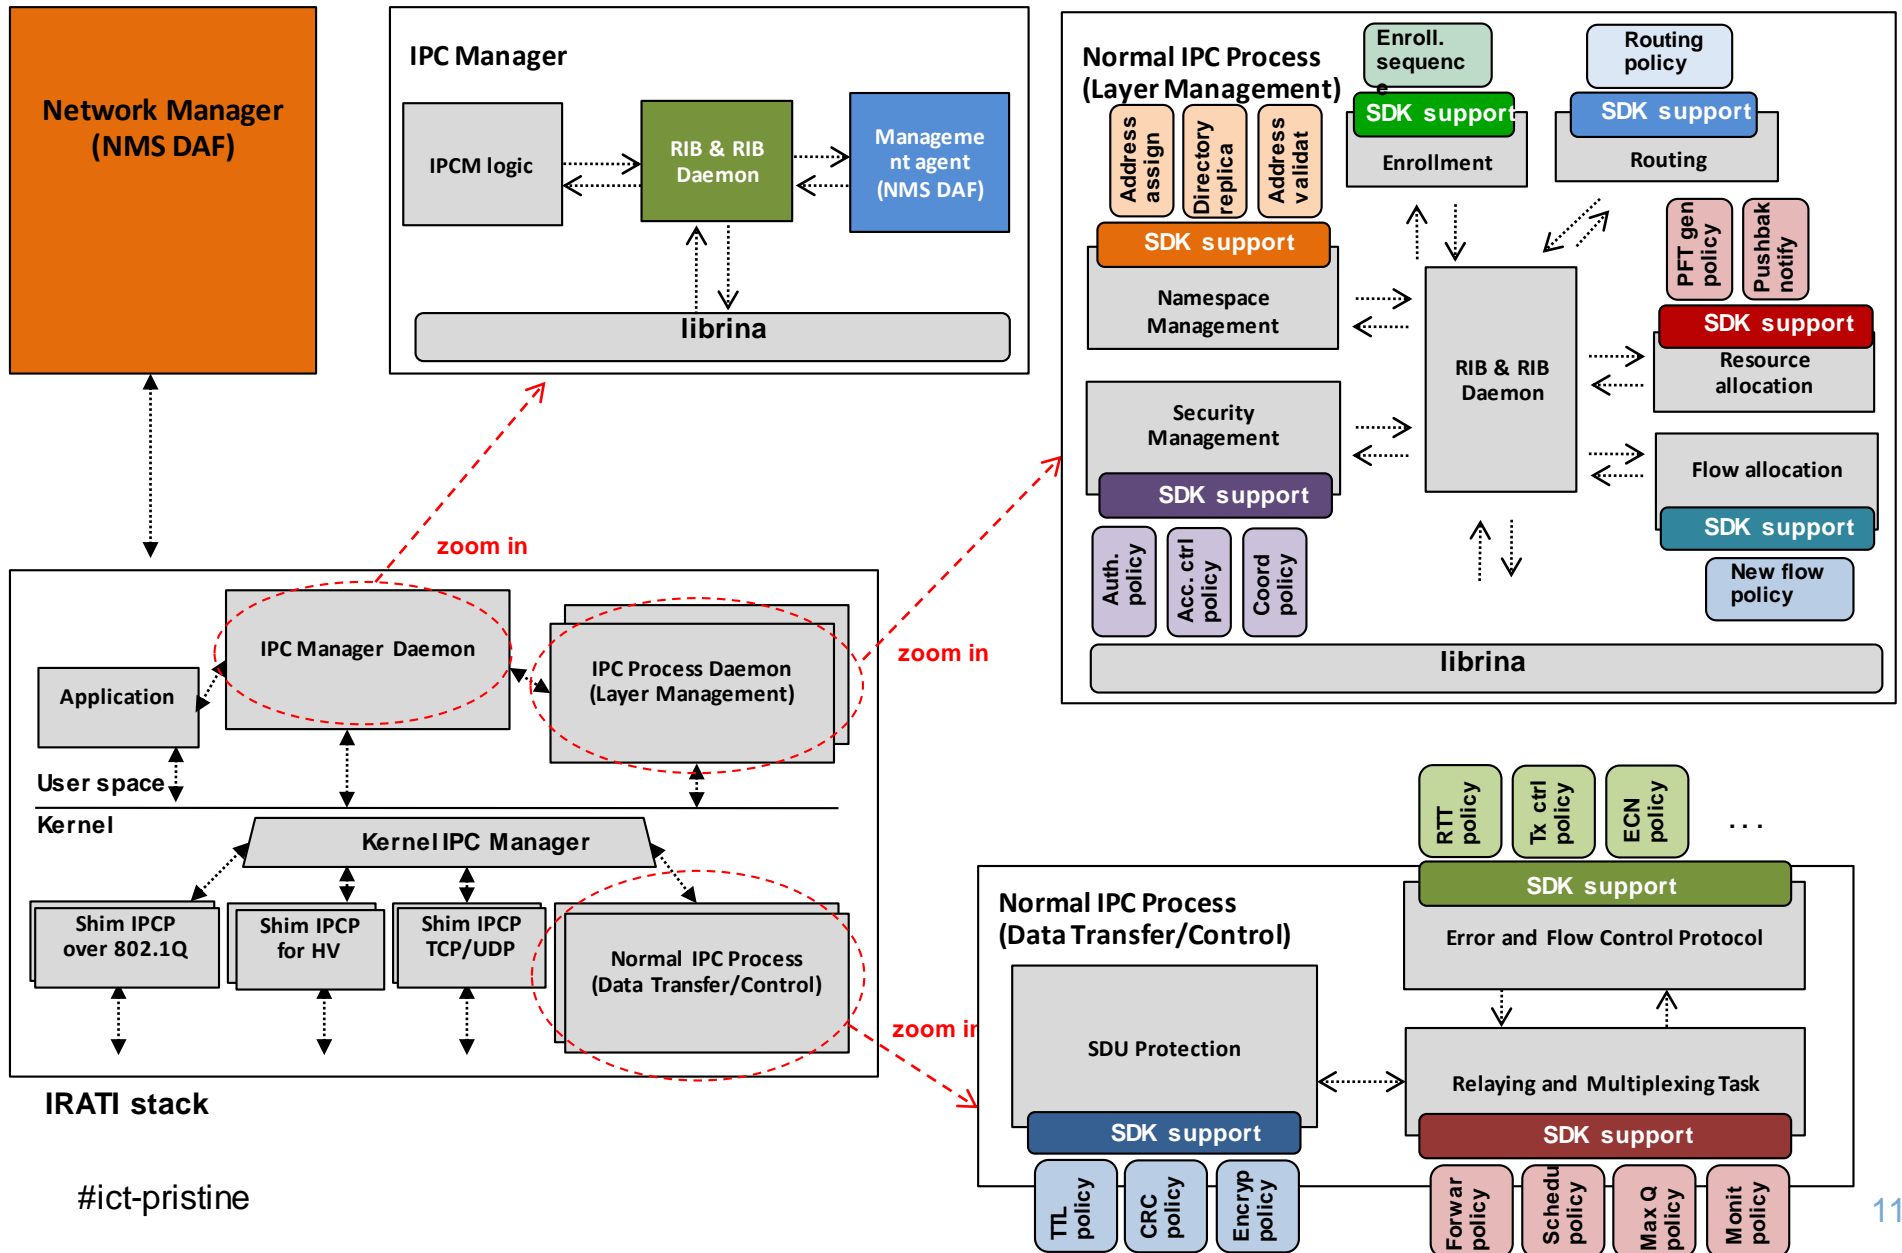 Network Manager
(NMS DAF)
IPC Manager
IPCM logic
RIB & RIB
Daemon
Manageme
nt agent
(NMS DAF)
librina
Normal IPC Process
(Layer Management)
Enroll.
sequenc
e
SDK support
Enrollment
Routing
policy
SDK support
Routing
Address
assign
Directory
replica
Address
validat
SDK support
Namespace
Management
PFT gen
policy
Pushbak
notify
SDK support
Resource
allocation
RIB & RIB
Daemon
Security
Management
SDK support
Auth.
policy
Acc. ctrl
policy
Coord
policy
Flow allocation
SDK support
New flow
policy
librina
zoom in
zoom in
IPC Manager Daemon
IPC Process Daemon
(Layer Management)
Application
User space
Kernel
Kernel IPC Manager
Shim IPCP
over 802.1Q
Shim IPCP
for HV
Shim IPCP
TCP/UDP
Normal IPC Process
(Data Transfer/Control)
IRATI stack
zoom in
RTT
policy
Tx ctrl
policy
ECN
policy
...
Normal IPC Process
(Data Transfer/Control)
SDK support
Error and Flow Control Protocol
SDU Protection
SDK support
TTL
policy
CRC
policy
Encryp
policy
Relaying and Multiplexing Task
SDK support
Forwar
policy
Schedu
policy
Max Q
policy
Monit
policy
#ict-pristine
11